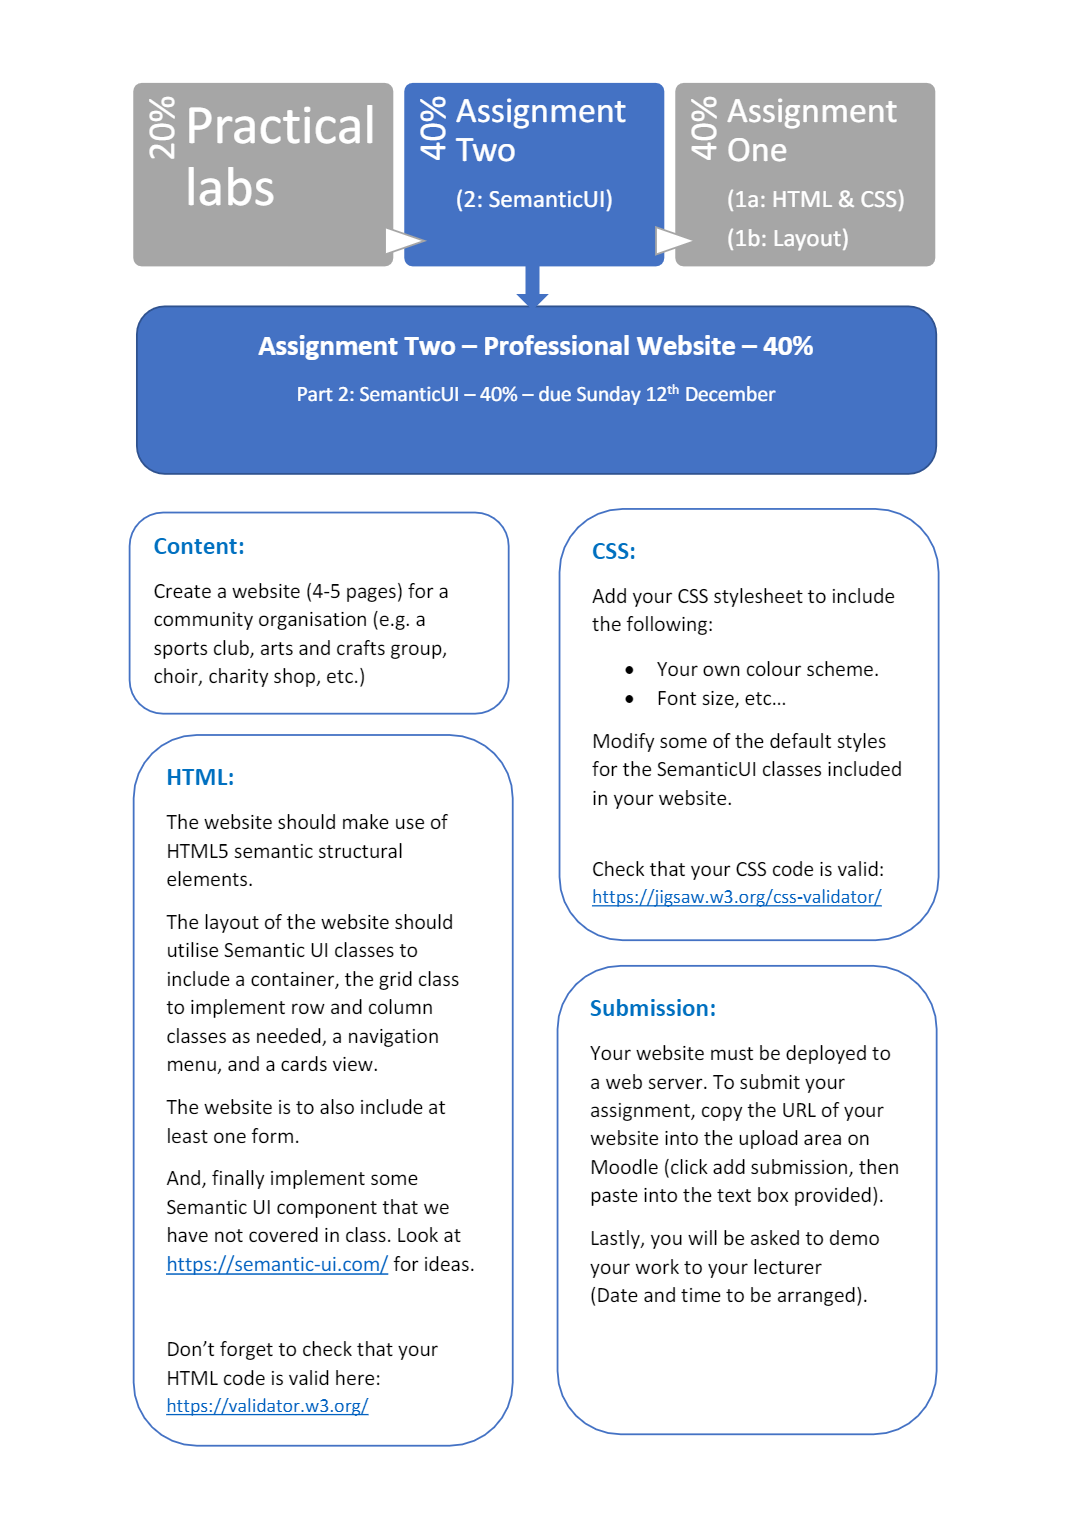 20%
Practical
labs
40%
Assignment
Two
(2: SemanticUI)
40%
Assignment
One
(1a: HTML & CSS)
(1b: Layout)
Assignment Two – Professional Website – 40%
Part 2: SemanticUI – 40% – due Sunday 12th December
Content:
Create a website (4-5 pages) for a
community organisation (e.g. a
sports club, arts and crafts group,
choir, charity shop, etc.)
HTML:
The website should make use of
HTML5 semantic structural
elements.
The layout of the website should
utilise Semantic UI classes to
include a container, the grid class
to implement row and column
classes as needed, a navigation
menu, and a cards view.
The website is to also include at
least one form.
And, finally implement some
Semantic UI component that we
have not covered in class. Look at
https://semantic-ui.com/ for ideas.
Don’t forget to check that your
HTML code is valid here:
https://validator.w3.org/
CSS:
Add your CSS stylesheet to include
the following:
• Your own colour scheme.
• Font size, etc...
Modify some of the default styles
for the SemanticUI classes included
in your website.
Check that your CSS code is valid:
https://jigsaw.w3.org/css-validator/
Submission:
Your website must be deployed to
a web server. To submit your
assignment, copy the URL of your
website into the upload area on
Moodle (click add submission, then
paste into the text box provided).
Lastly, you will be asked to demo
your work to your lecturer
(Date and time to be arranged).